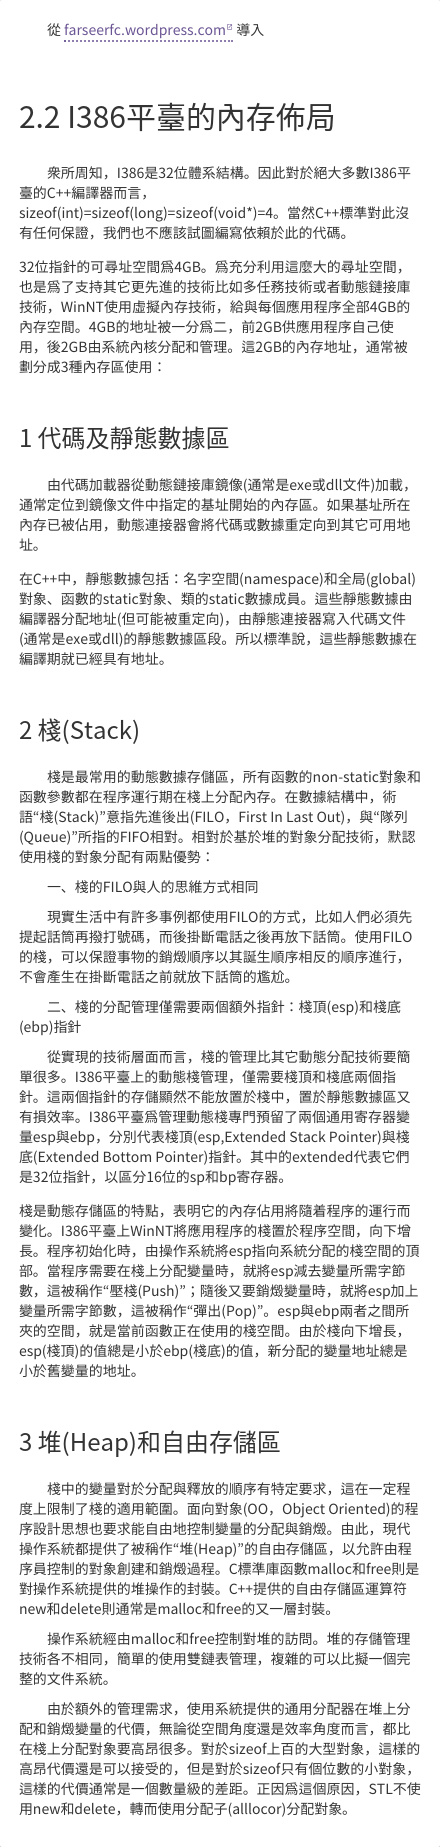 從 farseerfc.wordpress.com 導入
2.2 I386平臺的內存佈局
衆所周知，I386是32位體系結構。因此對於絕大多數I386平
臺的C++編譯器而言，
sizeof(int)=sizeof(long)=sizeof(void*)=4。當然C++標準對此沒
有任何保證，我們也不應該試圖編寫依賴於此的代碼。
32位指針的可尋址空間爲4GB。爲充分利用這麼大的尋址空間，
也是爲了支持其它更先進的技術比如多任務技術或者動態鏈接庫
技術，WinNT使用虛擬內存技術，給與每個應用程序全部4GB的
內存空間。4GB的地址被一分爲二，前2GB供應用程序自己使
用，後2GB由系統內核分配和管理。這2GB的內存地址，通常被
劃分成3種內存區使用：
1 代碼及靜態數據區
由代碼加載器從動態鏈接庫鏡像(通常是exe或dll文件)加載，
通常定位到鏡像文件中指定的基址開始的內存區。如果基址所在
內存已被佔用，動態連接器會將代碼或數據重定向到其它可用地
址。
在C++中，靜態數據包括：名字空間(namespace)和全局(global)
對象、函數的static對象、類的static數據成員。這些靜態數據由
編譯器分配地址(但可能被重定向)，由靜態連接器寫入代碼文件
(通常是exe或dll)的靜態數據區段。所以標準說，這些靜態數據在
編譯期就已經具有地址。
2 棧(Stack)
棧是最常用的動態數據存儲區，所有函數的non-static對象和
函數參數都在程序運行期在棧上分配內存。在數據結構中，術
語“棧(Stack)”意指先進後出(FILO，First In Last Out)，與“隊列
(Queue)”所指的FIFO相對。相對於基於堆的對象分配技術，默認
使用棧的對象分配有兩點優勢：
一、棧的FILO與人的思維方式相同
現實生活中有許多事例都使用FILO的方式，比如人們必須先
提起話筒再撥打號碼，而後掛斷電話之後再放下話筒。使用FILO
的棧，可以保證事物的銷燬順序以其誕生順序相反的順序進行，
不會產生在掛斷電話之前就放下話筒的尷尬。
二、棧的分配管理僅需要兩個額外指針：棧頂(esp)和棧底
(ebp)指針
從實現的技術層面而言，棧的管理比其它動態分配技術要簡
單很多。I386平臺上的動態棧管理，僅需要棧頂和棧底兩個指
針。這兩個指針的存儲顯然不能放置於棧中，置於靜態數據區又
有損效率。I386平臺爲管理動態棧專門預留了兩個通用寄存器變
量esp與ebp，分別代表棧頂(esp,Extended Stack Pointer)與棧
底(Extended Bottom Pointer)指針。其中的extended代表它們
是32位指針，以區分16位的sp和bp寄存器。
棧是動態存儲區的特點，表明它的內存佔用將隨着程序的運行而
變化。I386平臺上WinNT將應用程序的棧置於程序空間，向下增
長。程序初始化時，由操作系統將esp指向系統分配的棧空間的頂
部。當程序需要在棧上分配變量時，就將esp減去變量所需字節
數，這被稱作“壓棧(Push)”；隨後又要銷燬變量時，就將esp加上
變量所需字節數，這被稱作“彈出(Pop)”。esp與ebp兩者之間所
夾的空間，就是當前函數正在使用的棧空間。由於棧向下增長，
esp(棧頂)的值總是小於ebp(棧底)的值，新分配的變量地址總是
小於舊變量的地址。
3 堆(Heap)和自由存儲區
棧中的變量對於分配與釋放的順序有特定要求，這在一定程
度上限制了棧的適用範圍。面向對象(OO，Object Oriented)的程
序設計思想也要求能自由地控制變量的分配與銷燬。由此，現代
操作系統都提供了被稱作“堆(Heap)”的自由存儲區，以允許由程
序員控制的對象創建和銷燬過程。C標準庫函數malloc和free則是
對操作系統提供的堆操作的封裝。C++提供的自由存儲區運算符
new和delete則通常是malloc和free的又一層封裝。
操作系統經由malloc和free控制對堆的訪問。堆的存儲管理
技術各不相同，簡單的使用雙鏈表管理，複雜的可以比擬一個完
整的文件系統。
由於額外的管理需求，使用系統提供的通用分配器在堆上分
配和銷燬變量的代價，無論從空間角度還是效率角度而言，都比
在棧上分配對象要高昂很多。對於sizeof上百的大型對象，這樣的
高昂代價還是可以接受的，但是對於sizeof只有個位數的小對象，
這樣的代價通常是一個數量級的差距。正因爲這個原因，STL不使
用new和delete，轉而使用分配子(alllocor)分配對象。